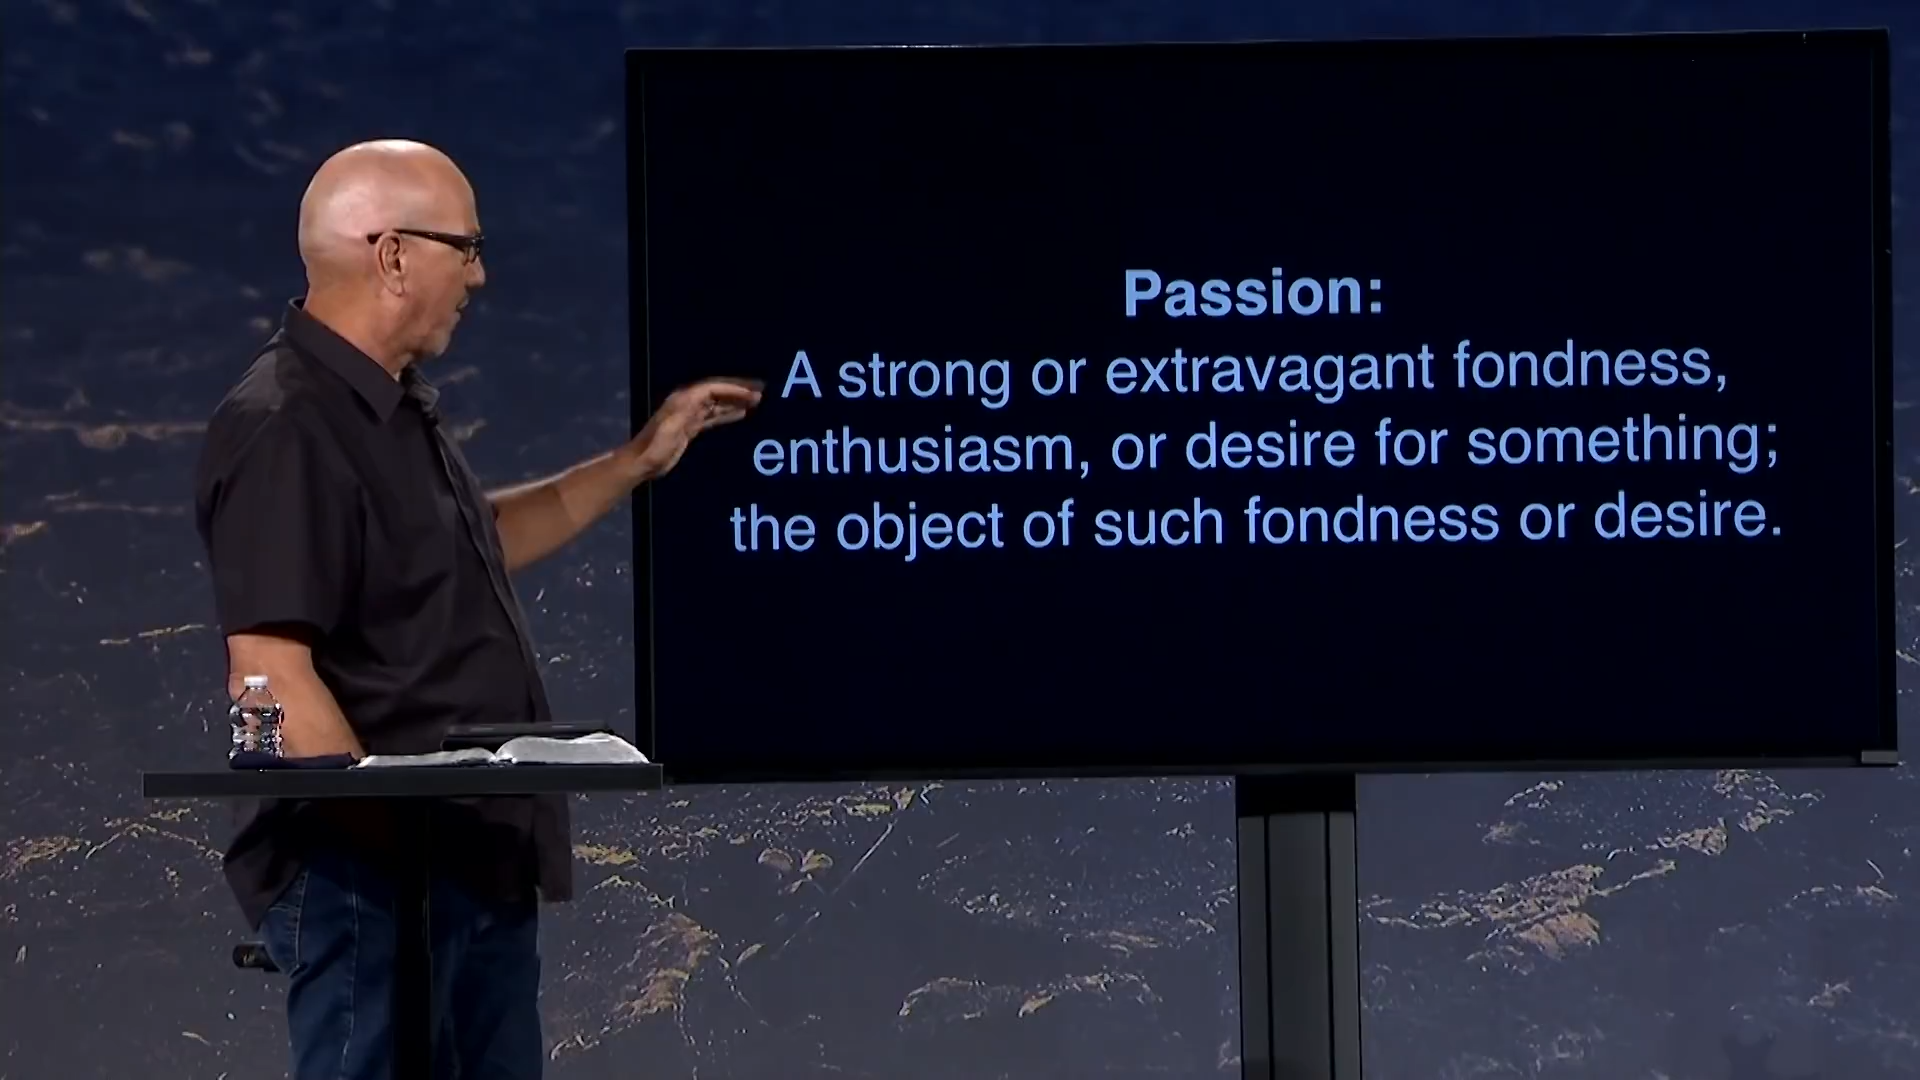 Passion:
A strong or extravagant fondness,
enthusiasm, or desire for something;
the object of such fondness or desire.